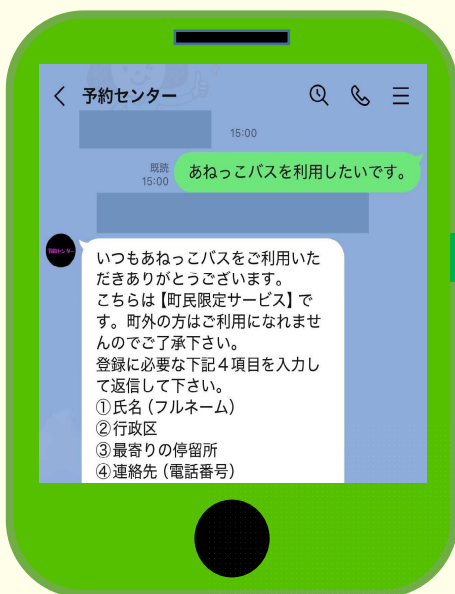 予約センター
15:00
既読
15:00
あねっこバスを利用したいです。
予約センター
いつもあねっこバスをご利用いた
だきありがとうございます。
こちらは【町民限定サービス】で
す。町外の方はご利用になれませ
んのでご了承下さい。
登録に必要な下記４項目を入力し
て返信して下さい。
①氏名（フルネーム）
②行政区
③最寄りの停留所
④連絡先（電話番号）